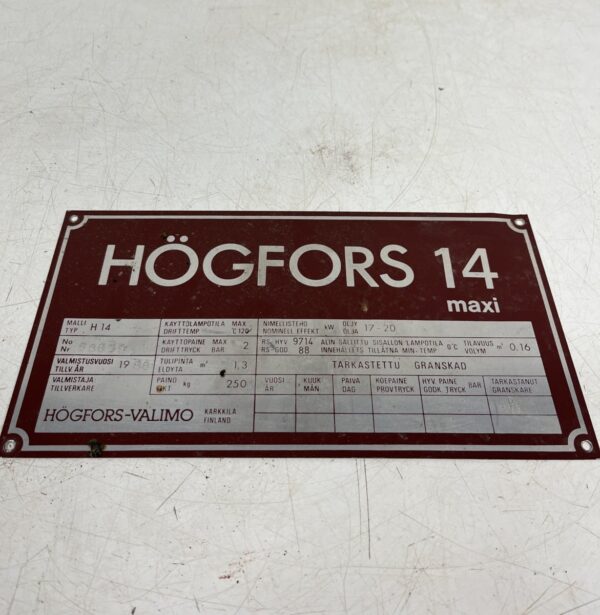 HÖGFORS 14
maxi
MALLI TYP. H 14
KÄYTTÖLÄMPÖTILA MAX
DRIFTTEMP °C 120
NIMELLISTEHO kW ÖLJY 17-20
NOMINELL EFFEKT OLJA
No
Nr
KÄYTTÖPAINE MAX 2
DRIFTTRYCK BAR
RS HYV 9714
RS GOD 88
ALIN SALLITTU SISÄLLÖN LÄMPÖTILA 0°C TILAVUUS m³ 0.16
INNEHÅLLETS TILLÅTNA MIN-TEMP VOLYM
VALMISTUSVUOSI 19
TILLV. ÅR
TULIPINTA m² 1,3
ELDYTA
TARKASTETTU GRANSKAD
VALMISTAJA
TILLVERKARE
PAINO kg 250
VIKT
VUOSI KUUK PÄIVÄ KOEPAINE HYV. PAINE BAR TARKASTANUT
ÅR MÅN DAG PROVTRYCK GODK. TRYCK GRANSKARE
HÖGFORS-VALIMO KARKKILA
FINLAND